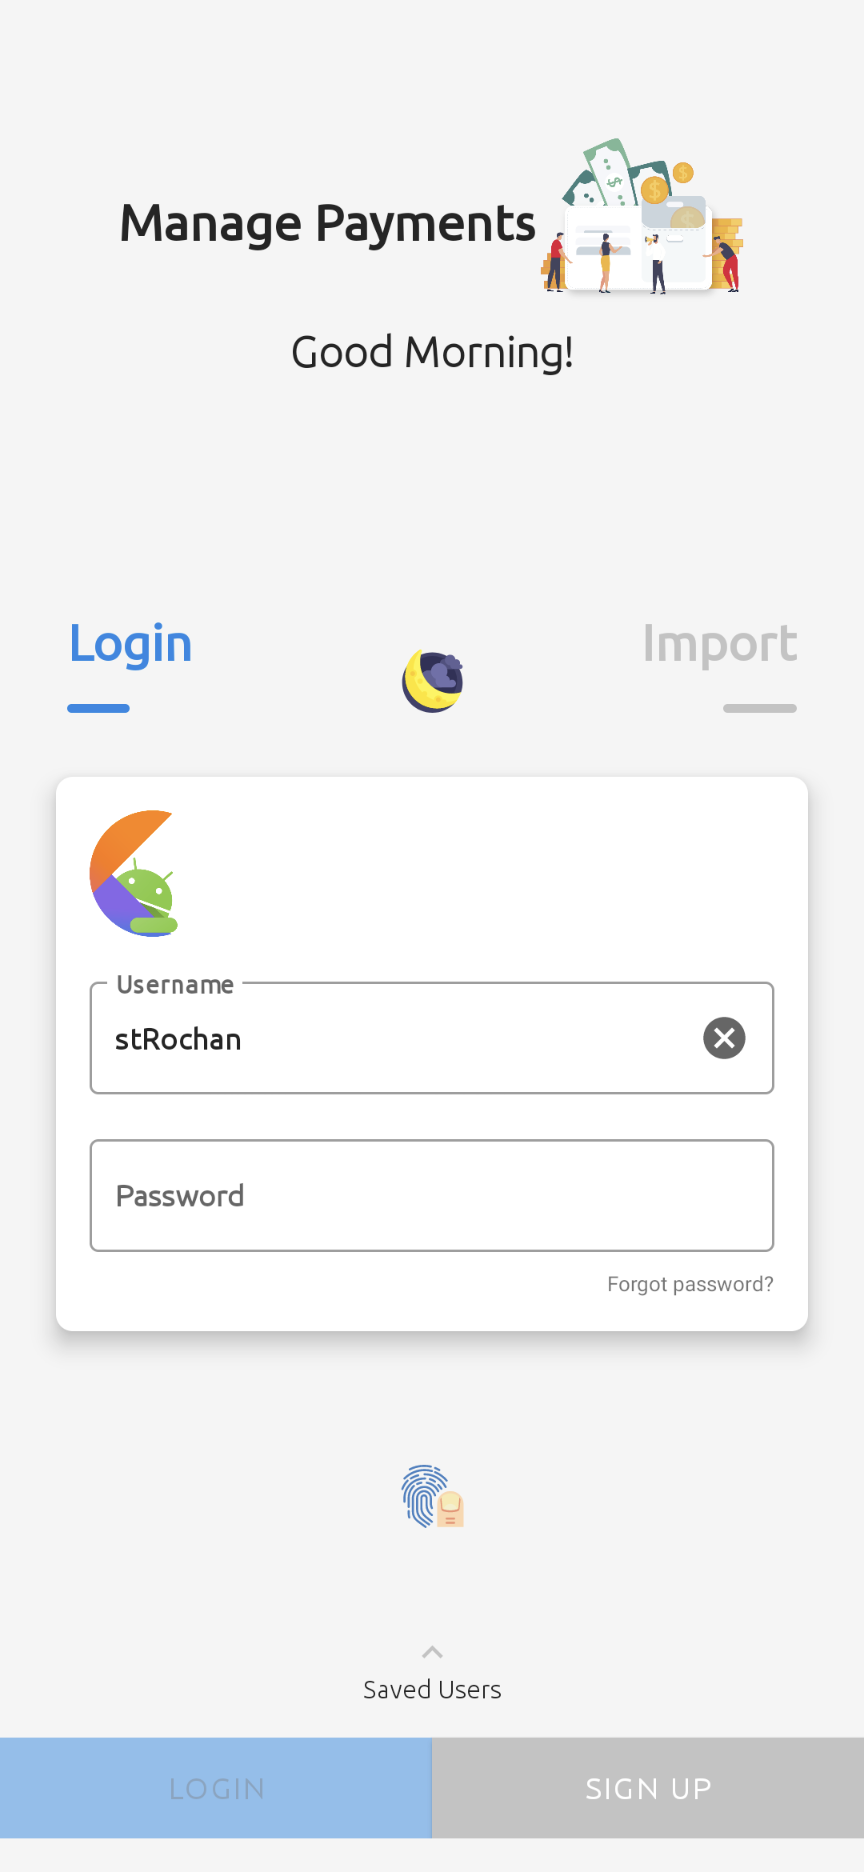 Manage Payments
Good Morning!
Login
Import
Username
stRochan
Password
Forgot password?
Saved Users
LOGIN
SIGN UP